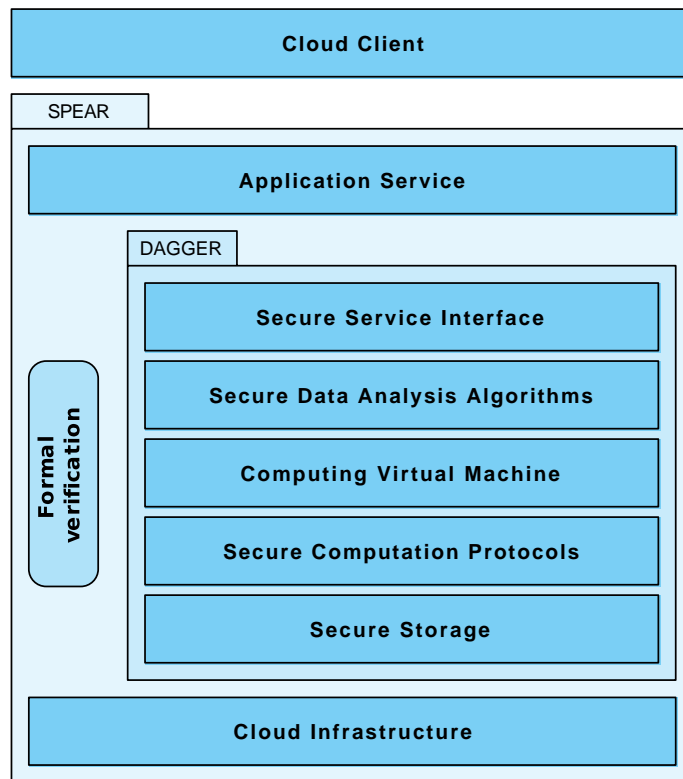 Cloud Client
SPEAR
Application Service
DAGGER
Secure Service Interface
Secure Data Analysis Algorithms
Formal
verification
Computing Virtual Machine
Secure Computation Protocols
Secure Storage
Cloud Infrastructure